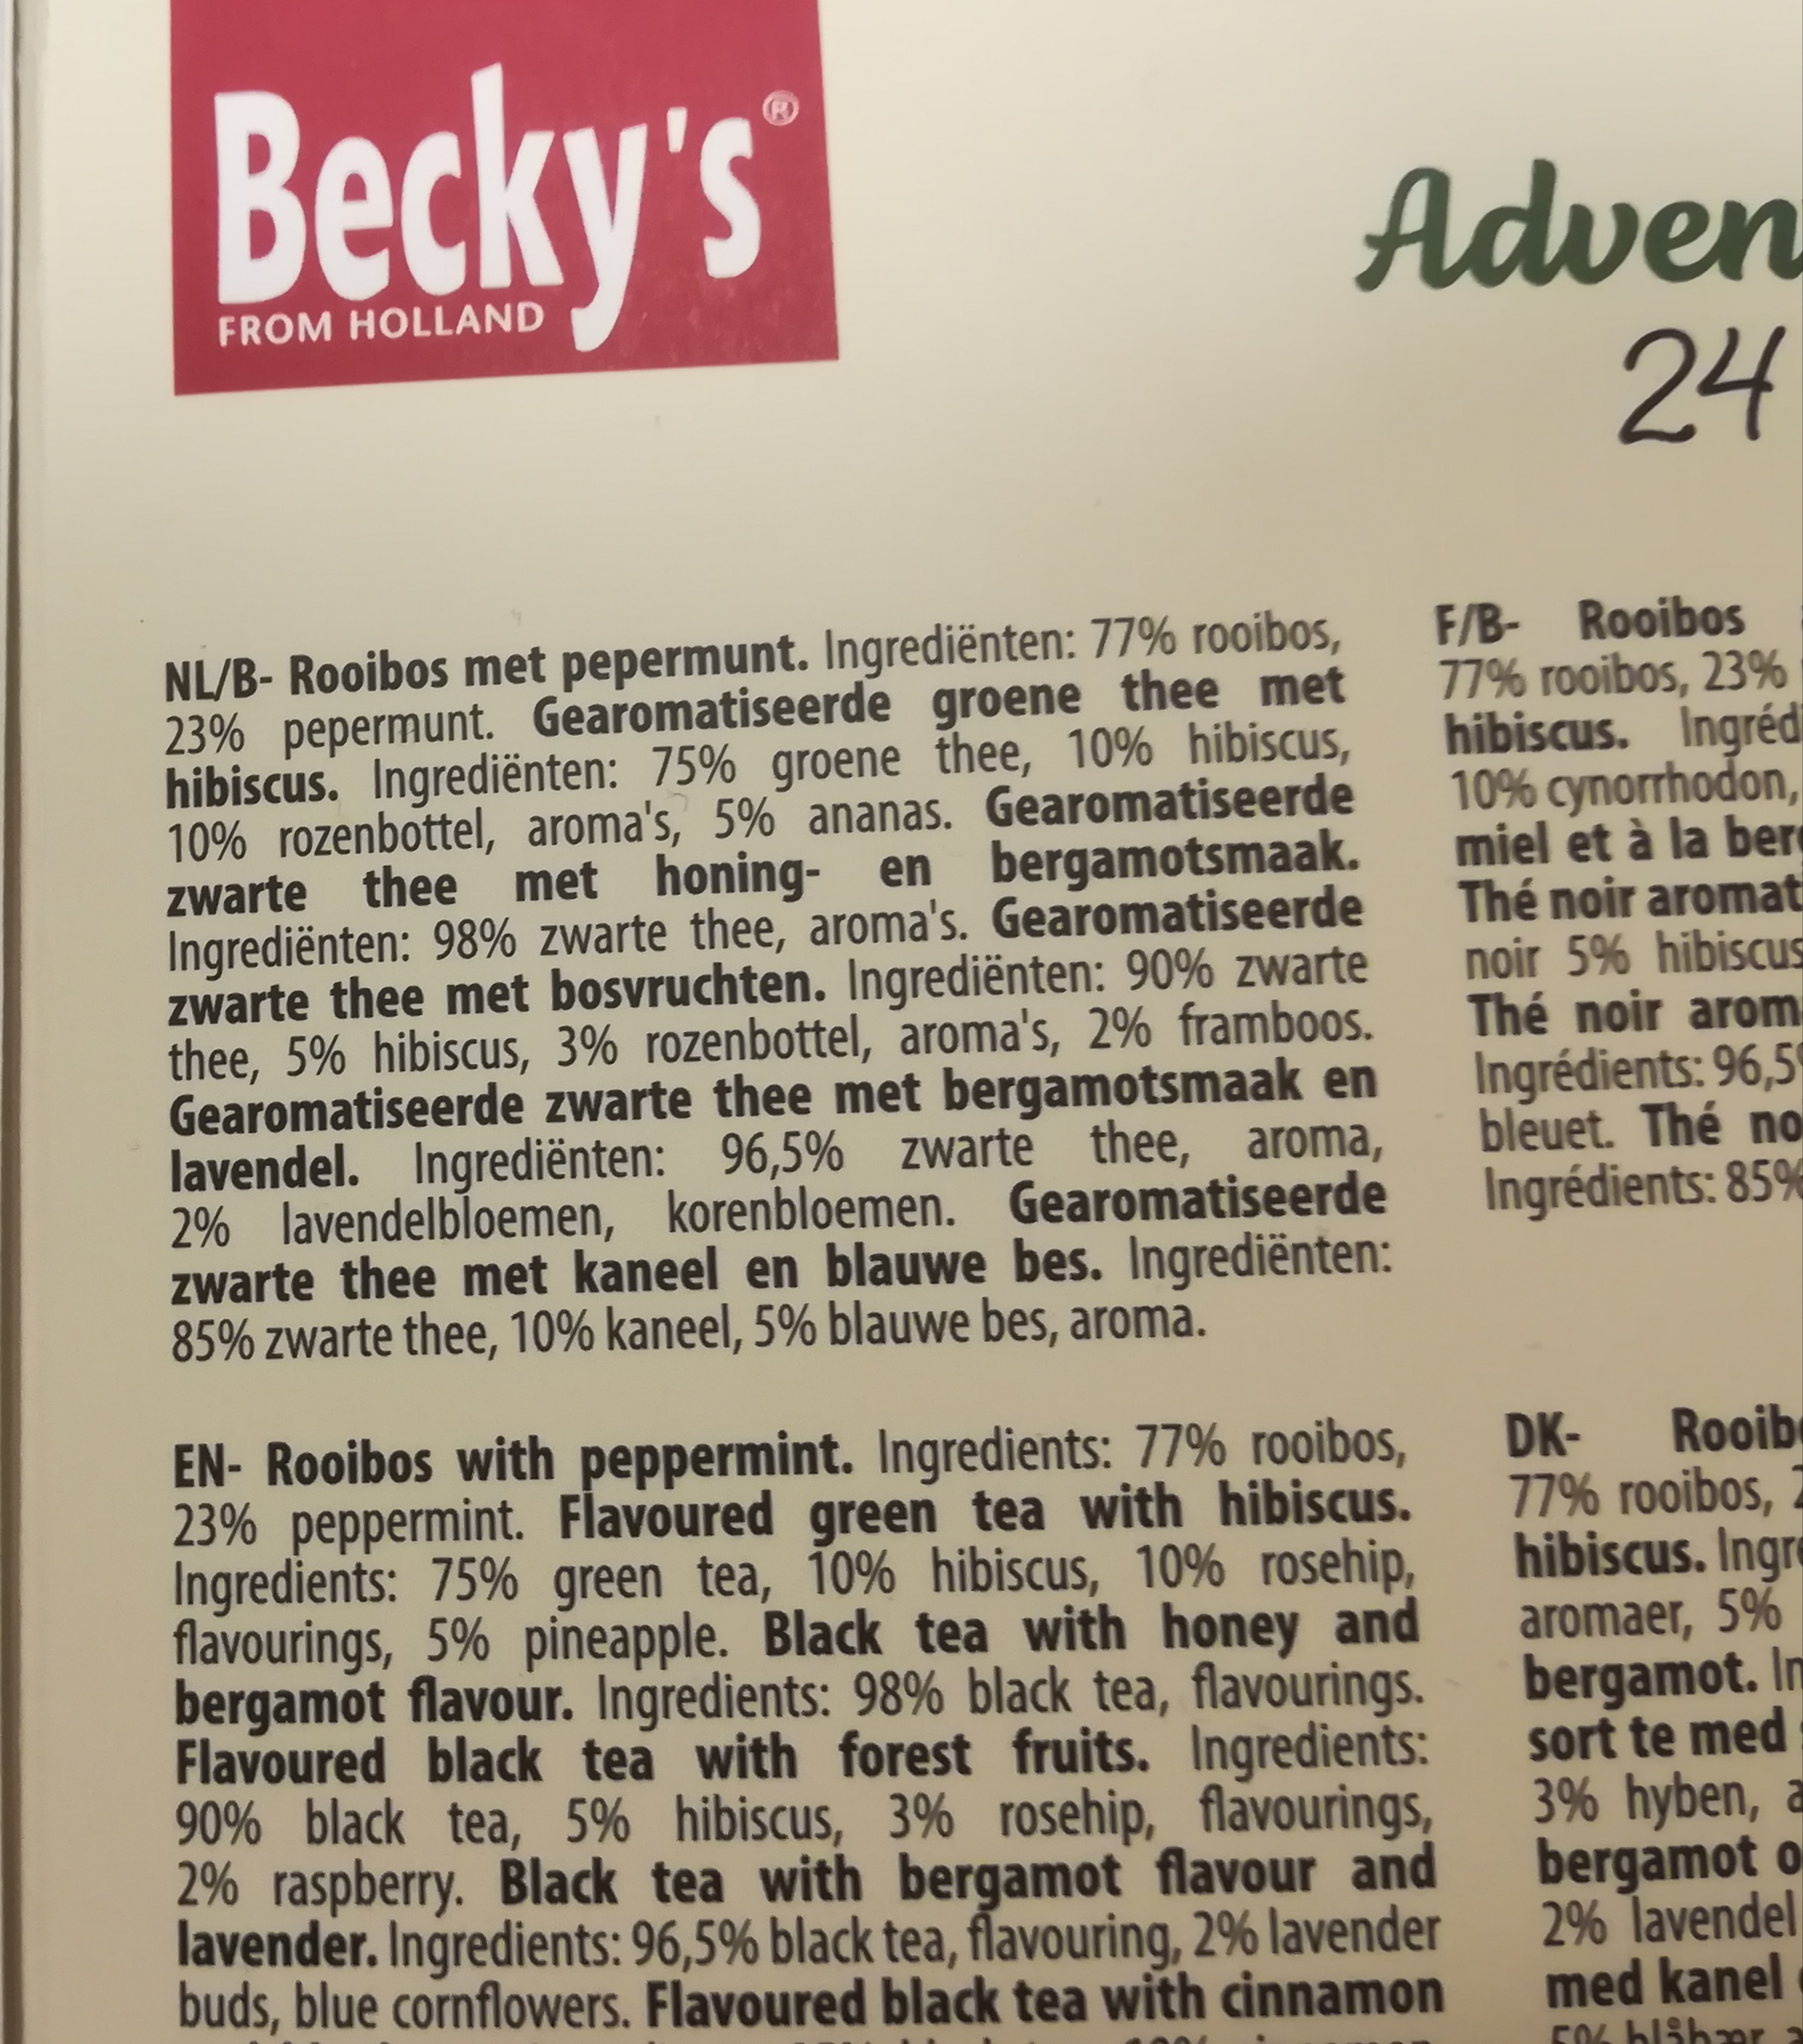 Becky's®
FROM HOLLAND
24
NL/B- Rooibos met pepermunt. Ingrediënten: 77% rooibos,
23% pepermunt. Gearomatiseerde groene thee met
hibiscus. Ingrediënten: 75% groene thee, 10% hibiscus,
10% rozenbottel, aroma's, 5% ananas. Gearomatiseerde
zwarte thee met honing- en bergamotsmaak.
Ingrediënten: 98% zwarte thee, aroma's. Gearomatiseerde
zwarte thee met bosvruchten. Ingrediënten: 90% zwarte
thee, 5% hibiscus, 3% rozenbottel, aroma's, 2% framboos.
Gearomatiseerde zwarte thee met bergamotsmaak en
lavendel. Ingrediënten: 96,5% zwarte thee, aroma,
2% lavendelbloemen, korenbloemen. Gearomatiseerde
zwarte thee met kaneel en blauwe bes. Ingrediënten:
85% zwarte thee, 10% kaneel, 5% blauwe bes, aroma.
F/B- Rooibos
77% rooibos, 23%
hibiscus. Ingréd
10% cynorrhodon,
miel et à la ber
Thé noir aromat
noir 5% hibiscus
Thé noir arom
Ingrédients: 96,5
bleuet. Thé no
Ingrédients: 85%
EN- Rooibos with peppermint. Ingredients: 77% rooibos,
23% peppermint. Flavoured green tea with hibiscus.
Ingredients: 75% green tea, 10% hibiscus, 10% rosehip,
flavourings, 5% pineapple. Black tea with honey and
bergamot flavour. Ingredients: 98% black tea, flavourings.
Flavoured black tea with forest fruits. Ingredients:
90% black tea, 5% hibiscus, 3% rosehip, flavourings,
2% raspberry. Black tea with bergamot flavour and
lavender. Ingredients: 96,5% black tea, flavouring, 2% lavender
buds, blue cornflowers. Flavoured black tea with cinnamon
DK- Rooib
77% rooibos, 2
hibiscus. Ingr
aromaer, 5%
bergamot. In
sort te med
3% hyben, a
bergamot o
2% lavendel
med kanel
5% blåbær
Adven